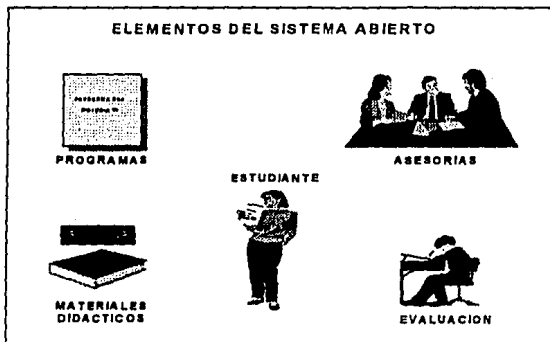 ELEMENTOS DEL SISTEMA ABIERTO
PROGRAMAS
ASESORIAS
ESTUDIANTE
MATERIALES
DIDACTICOS
EVALUACION